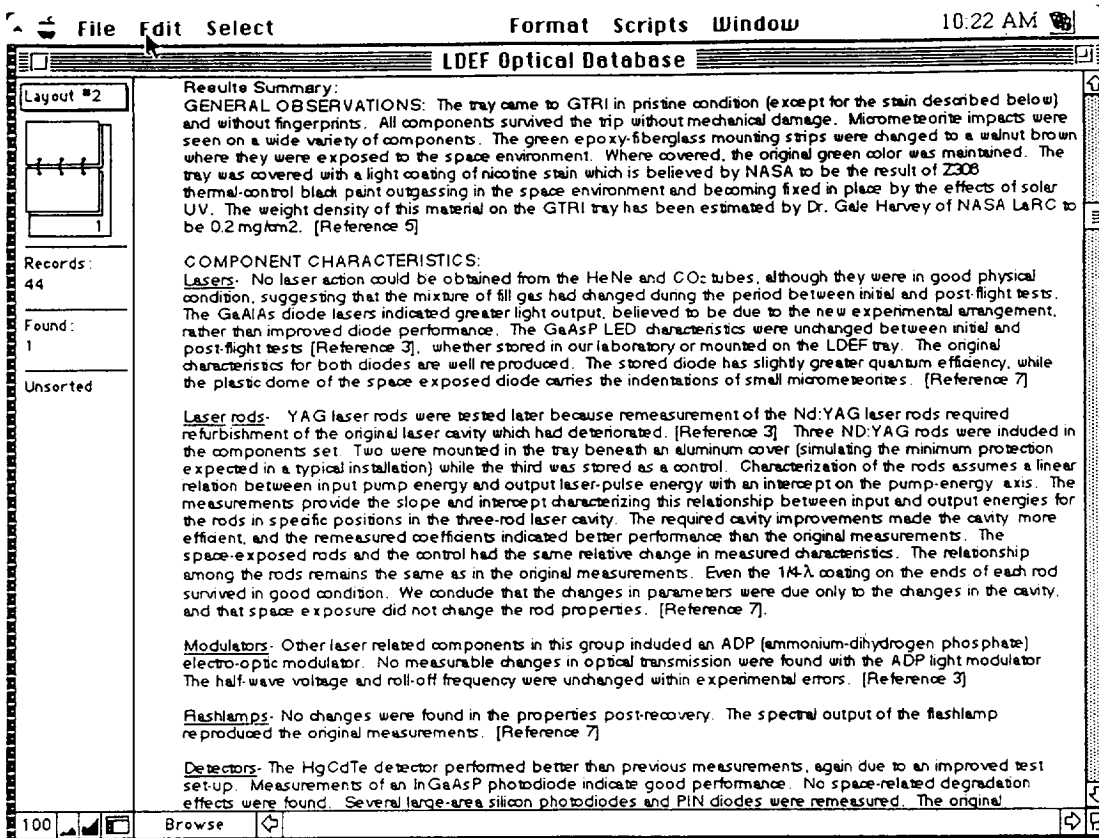 File Edit Select Format Scripts Window 10:22 AM
LDEF Optical Database
Layout #2
1
Records:
44
Found:
1
Unsorted
Results Summary:
GENERAL OBSERVATIONS: The tray came to GTRI in pristine condition (except for the stain described below)
and without fingerprints. All components survived the trip without mechanical damage. Micrometeorite impacts were
seen on a wide variety of components. The green epoxy-fiberglass mounting strips were changed to a walnut brown
where they were exposed to the space environment. Where covered, the original green color was maintained. The
tray was covered with a light coating of nicotine stain which is believed by NASA to be the result of Z306
thermal-control black paint outgassing in the space environment and becoming fixed in place by the effects of solar
UV. The weight density of this material on the GTRI tray has been estimated by Dr. Gale Harvey of NASA LaRC to
be 0.2 mg/cm2. [Reference 5]
COMPONENT CHARACTERISTICS:
Lasers- No laser action could be obtained from the HeNe and CO₂ tubes, although they were in good physical
condition, suggesting that the mixture of fill gas had changed during the period between initial and post-flight tests.
The GaAlAs diode lasers indicated greater light output, believed to be due to the new experimental arrangement,
rather than improved diode performance. The GaAsP LED characteristics were unchanged between initial and
post-flight tests [Reference 3], whether stored in our laboratory or mounted on the LDEF tray. The original
characteristics for both diodes are well reproduced. The stored diode has slightly greater quantum efficiency, while
the plastic dome of the space exposed diode carries the indentations of small micrometeorites. [Reference 7]
Laser rods- YAG laser rods were tested later because remeasurement of the Nd:YAG laser rods required
refurbishment of the original laser cavity which had deteriorated. [Reference 3] Three ND:YAG rods were included in
the components set. Two were mounted in the tray beneath an aluminum cover (simulating the minimum protection
expected in a typical installation) while the third was stored as a control. Characterization of the rods assumes a linear
relation between input pump energy and output laser-pulse energy with an intercept on the pump-energy axis. The
measurements provide the slope and intercept characterizing this relationship between input and output energies for
the rods in specific positions in the three-rod laser cavity. The required cavity improvements made the cavity more
efficient, and the remeasured coefficients indicated better performance than the original measurements. The
space-exposed rods and the control had the same relative change in measured characteristics. The relationship
among the rods remains the same as in the original measurements. Even the 1/4-λ coating on the ends of each rod
survived in good condition. We conclude that the changes in parameters were due only to the changes in the cavity,
and that space exposure did not change the rod properties. [Reference 7].
Modulators- Other laser related components in this group included an ADP (ammonium-dihydrogen phosphate)
electro-optic modulator. No measurable changes in optical transmission were found with the ADP light modulator
The half-wave voltage and roll-off frequency were unchanged within experimental errors. [Reference 3]
Flashlamps- No changes were found in the properties post-recovery. The spectral output of the flashlamp
reproduced the original measurements. [Reference 7]
Detectors- The HgCdTe detector performed better than previous measurements, again due to an improved test
set-up. Measurements of an InGaAsP photodiode indicate good performance. No space-related degradation
effects were found. Several large-area silicon photodiodes and PIN diodes were remeasured. The original
100 Browse